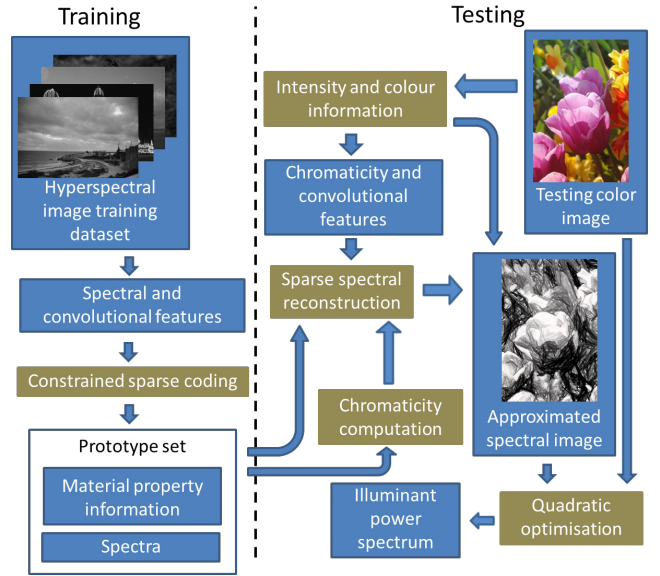 Training
Hyperspectral
image training
dataset
Spectral and
convolutional features
Constrained sparse coding
Prototype set
Material property
information
Spectra
Testing
Intensity and colour
information
Chromaticity and
convolutional
features
Sparse spectral
reconstruction
Chromaticity
computation
Illuminant
power
spectrum
Testing color
image
Approximated
spectral image
Quadratic
optimisation